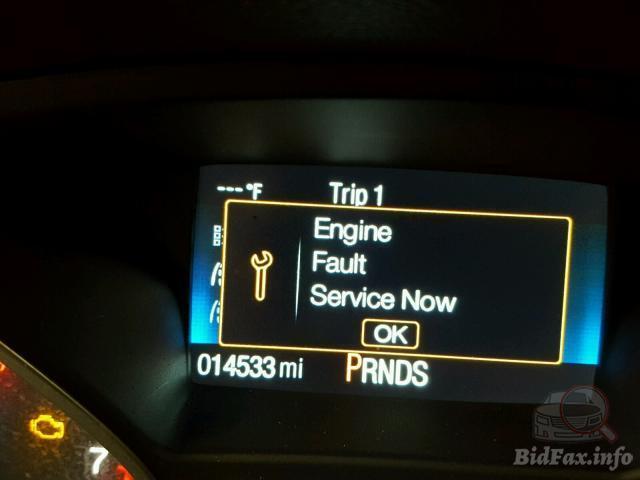 ---°F Trip 1
Engine
Fault
Service Now
OK
014533 mi PRNDS
7
BidFax.info